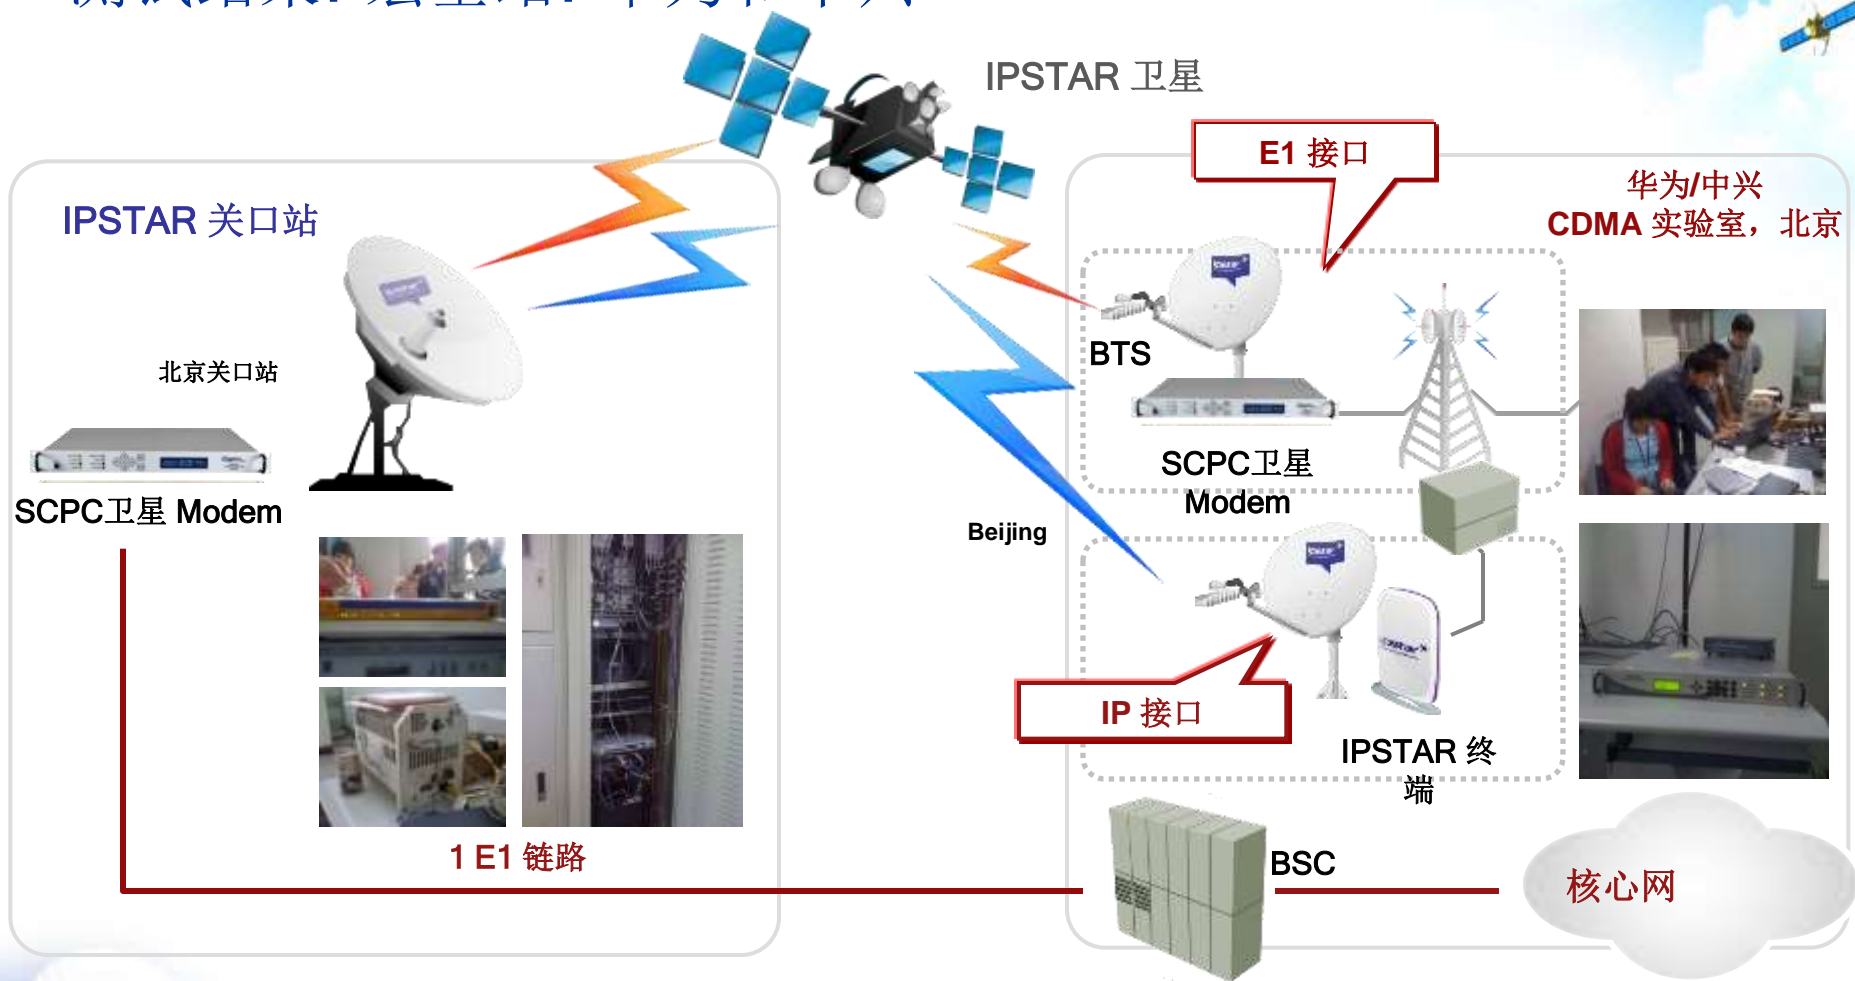 IPSTAR 卫星
E1 接口
华为/中兴
CDMA 实验室，北京
IPSTAR 关口站
北京关口站
BTS
SCPC卫星 Modem
SCPC卫星
Modem
Beijing
IP 接口
IPSTAR 终
端
1 E1 链路
BSC
核心网